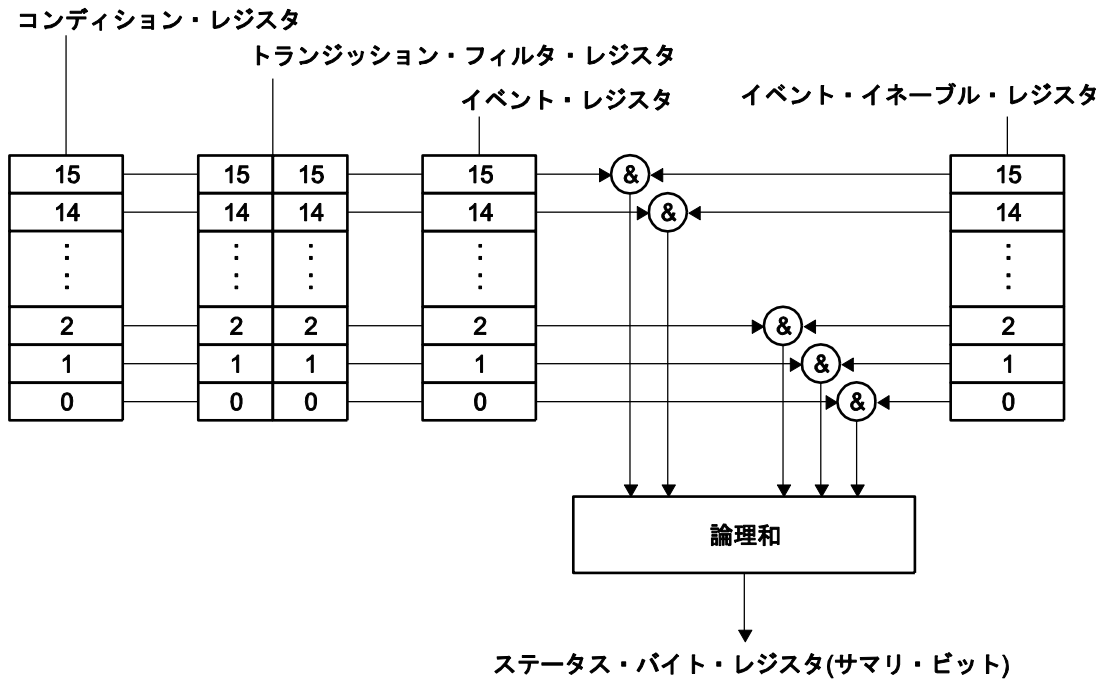 コンディション・レジスタ
トランジッション・フィルタ・レジスタ
イベント・レジスタ
イベント・イネーブル・レジスタ
15 15 15 15 & 15
14 14 14 14 & 14
2 2 2 2 & 2
1 1 1 1 & 1
0 0 0 0 & 0
論理和
ステータス・バイト・レジスタ(サマリ・ビット)